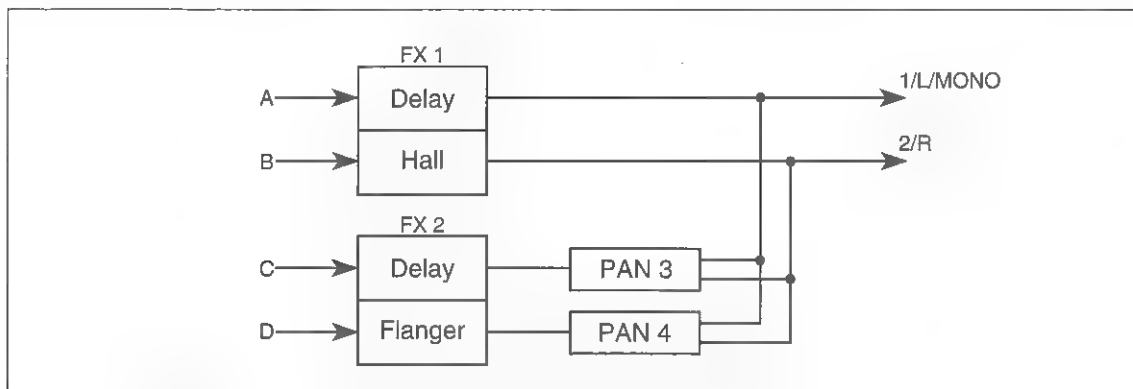 FX 1
1/L/MONO
A
Delay
2/R
B
Hall
FX 2
C
Delay
PAN 3
D
Flanger
PAN 4